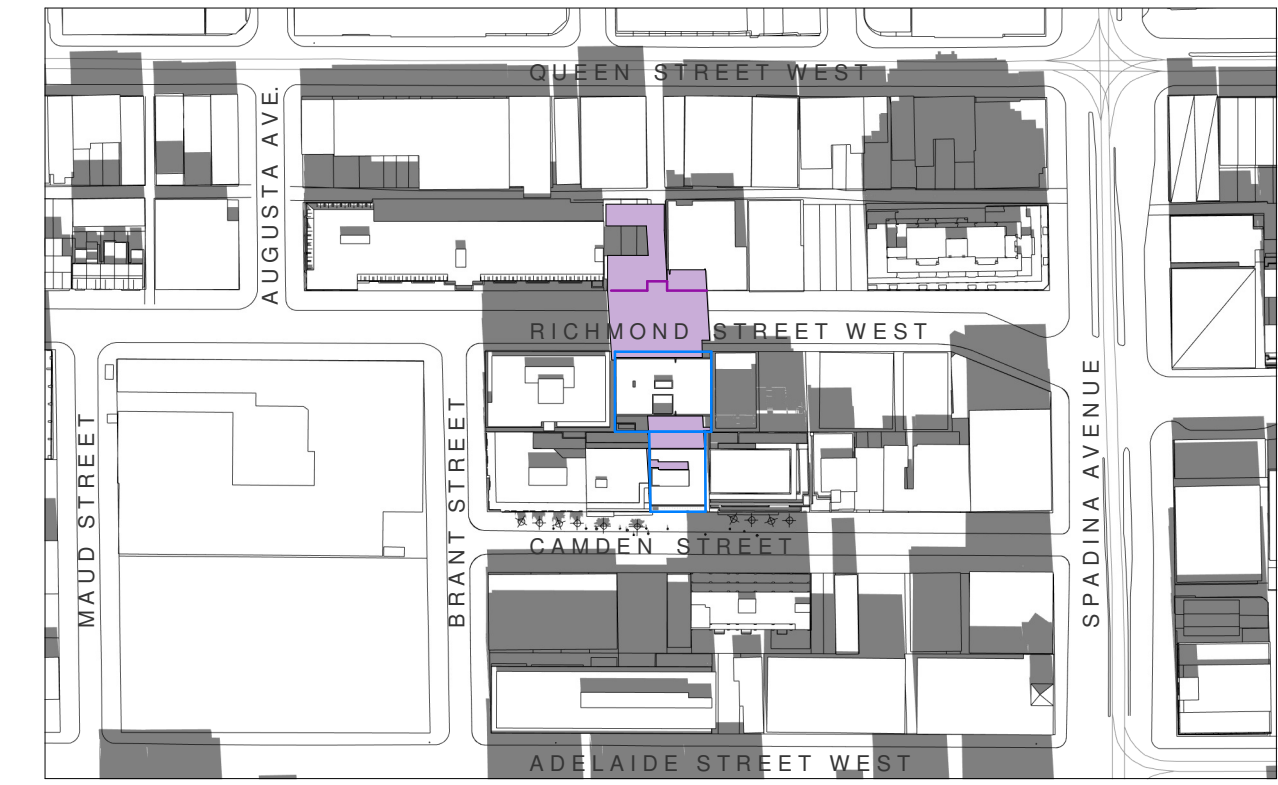 QUEEN STREET WEST
AUGUSTA AVE.
RICHMOND STREET WEST
MAUD STREET
BRANT STREET
SPADINA AVENUE
CAMDEN STREET
ADELAIDE STREET WEST